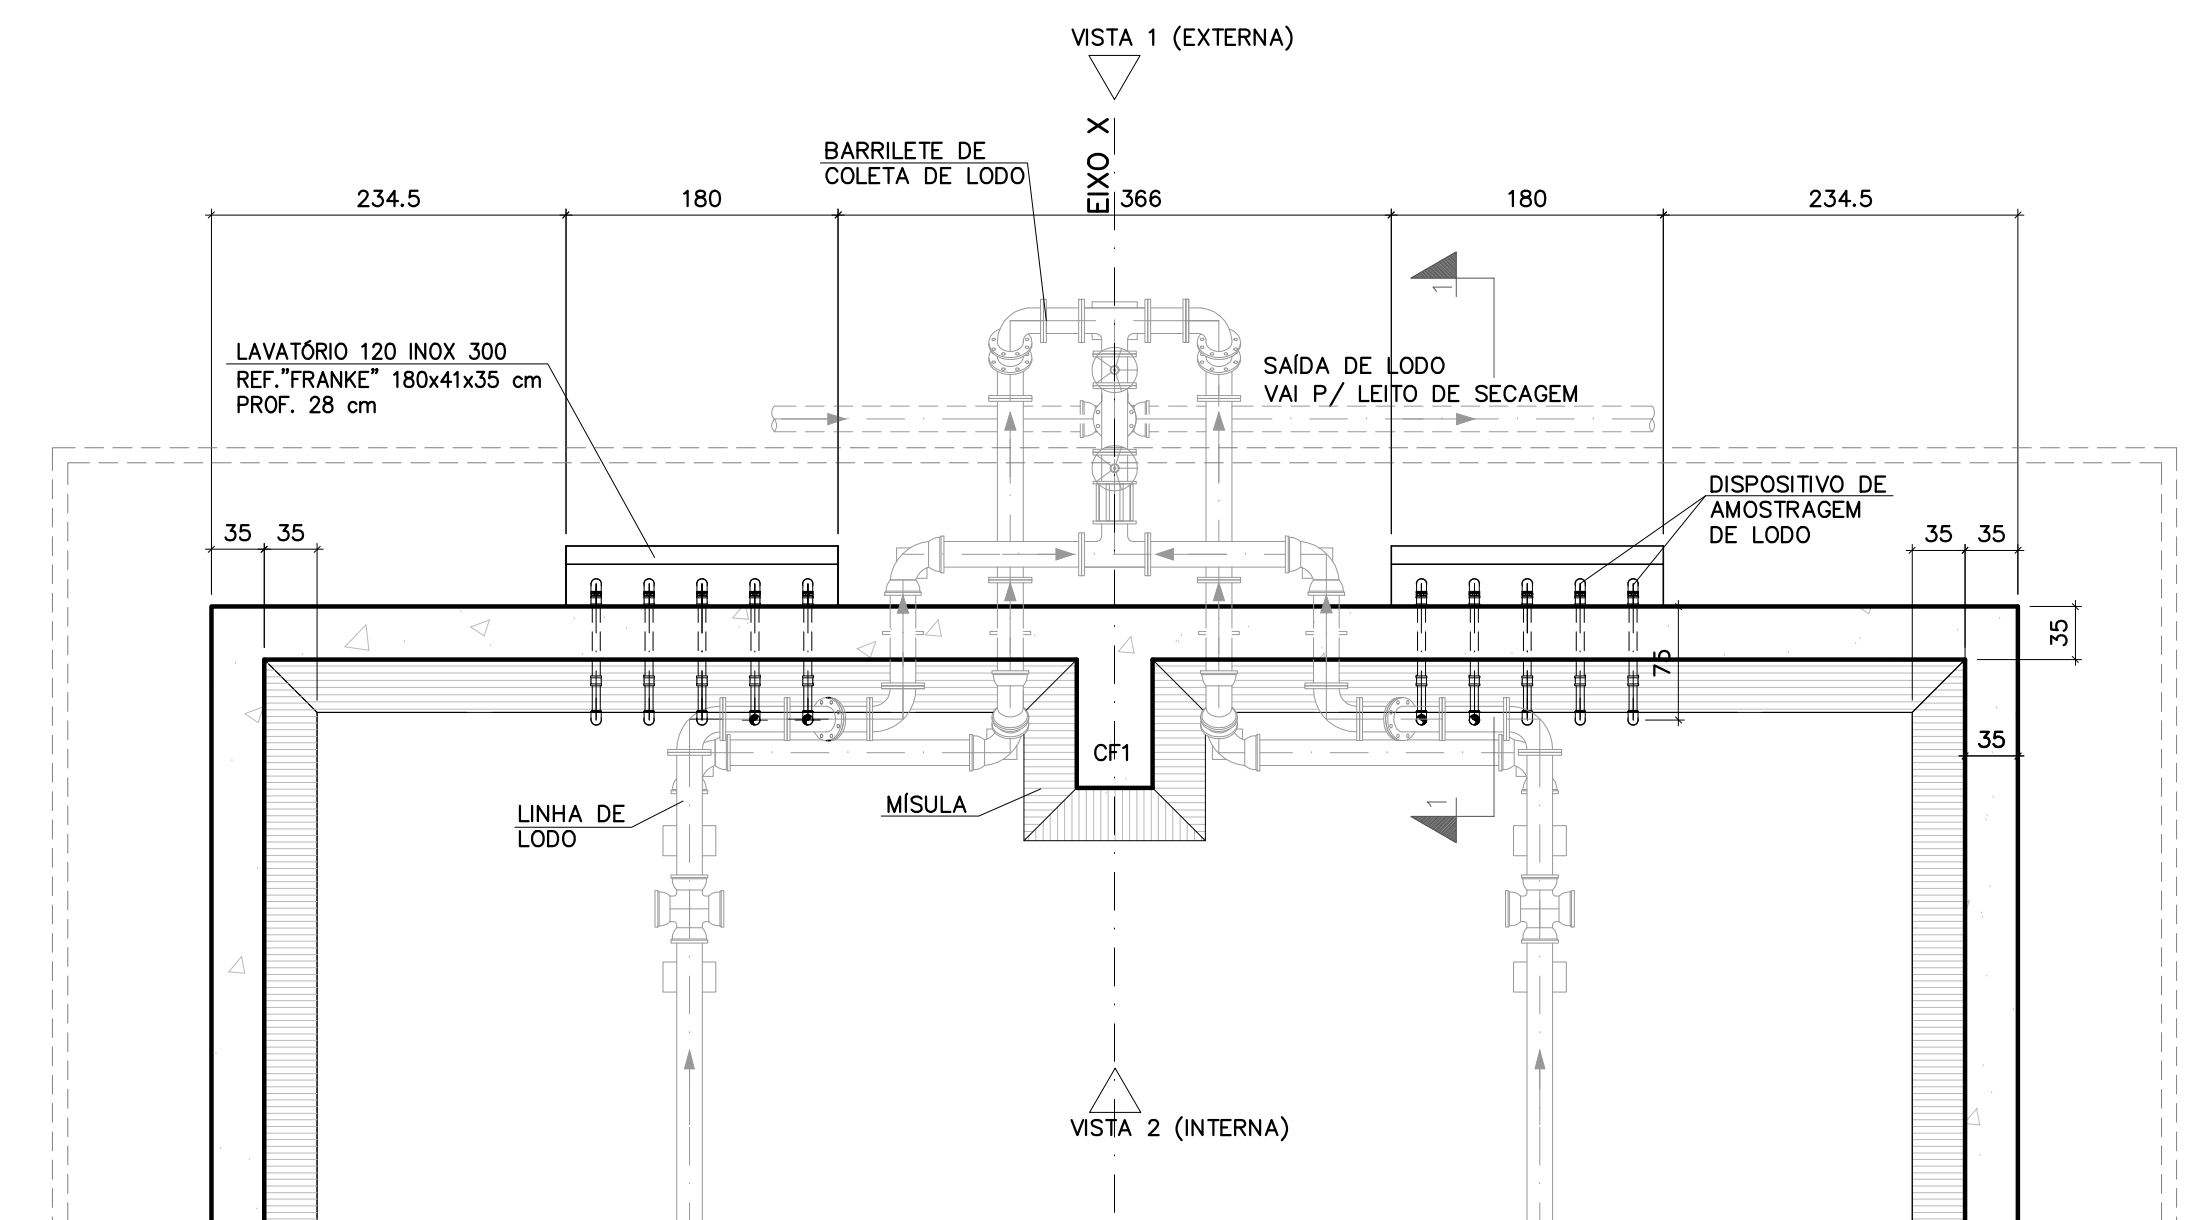 VISTA 1 (EXTERNA)
EIXO X
BARRILETE DE
COLETA DE LODO
234.5
180
366
180
234.5
1
LAVATÓRIO 120 INOX 300
REF."FRANKE" 180x41x35 cm
PROF. 28 cm
SAÍDA DE LODO
VAI P/ LEITO DE SECAGEM
DISPOSITIVO DE
AMOSTRAGEM
DE LODO
35
35
35
35
35
75
35
CF1
MÍSULA
1
LINHA DE
LODO
VISTA 2 (INTERNA)